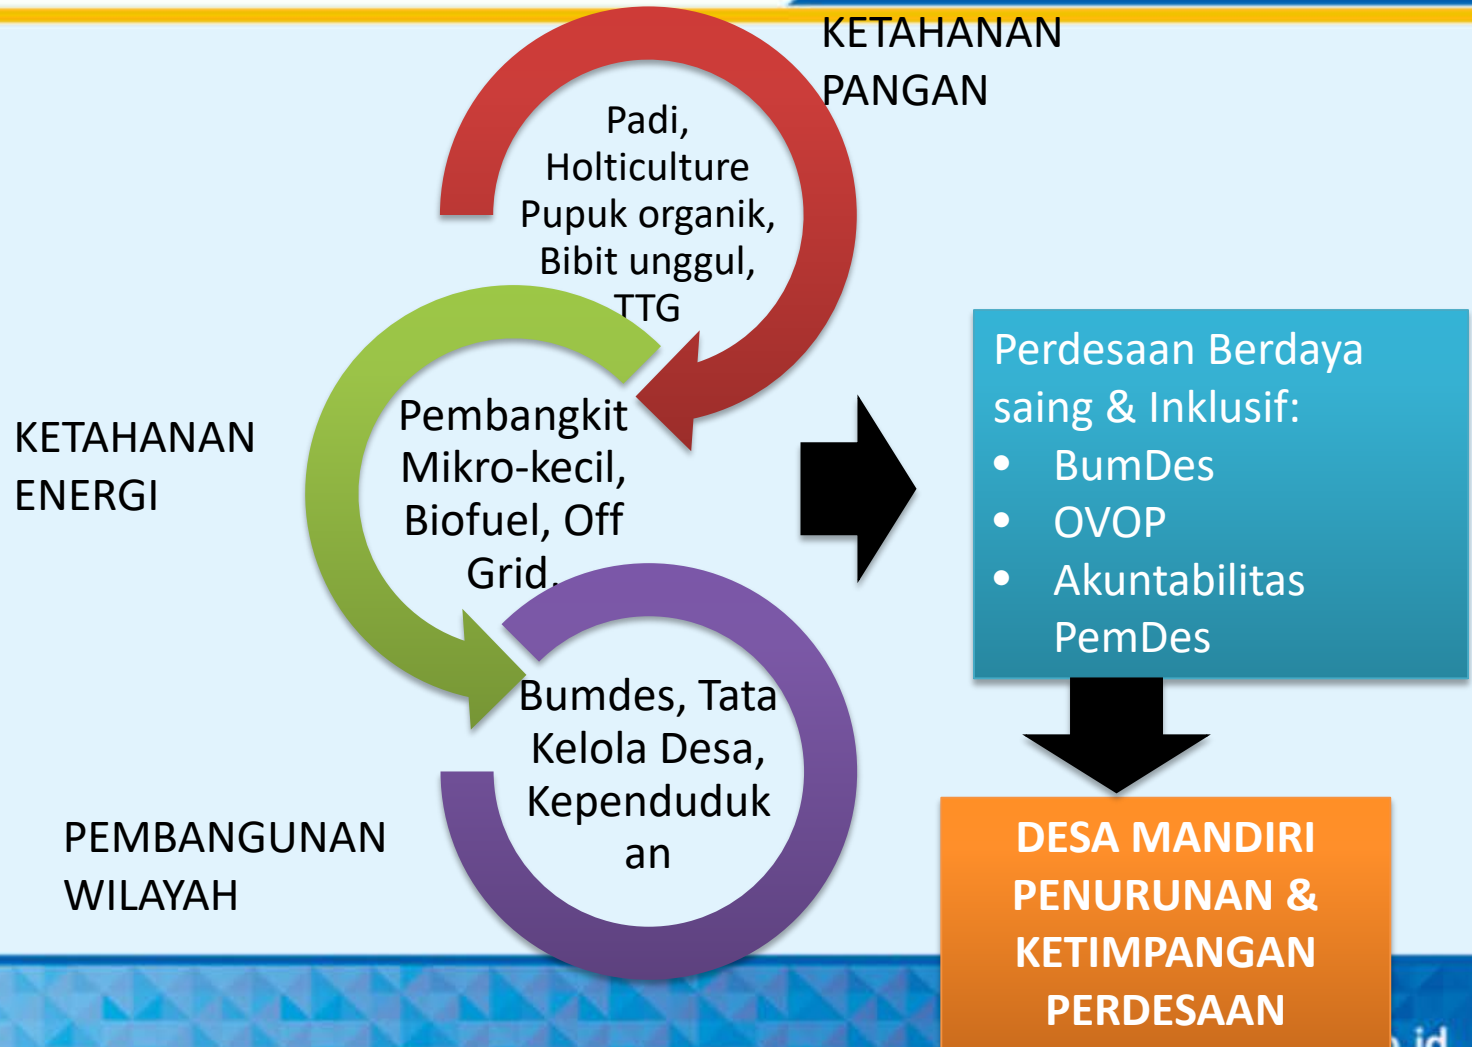 KETAHANAN
PANGAN
Padi,
Holticulture
Pupuk organik,
Bibit unggul,
TTG
KETAHANAN
ENERGI
Pembangkit
Mikro-kecil,
Biofuel, Off
Grid,
PEMBANGUNAN
WILAYAH
Bumdes, Tata
Kelola Desa,
Kependuduk
an
Perdesaan Berdaya
saing & Inklusif:
• BumDes
• OVOP
• Akuntabilitas
PemDes
DESA MANDIRI
PENURUNAN &
KETIMPANGAN
PERDESAAN
.id